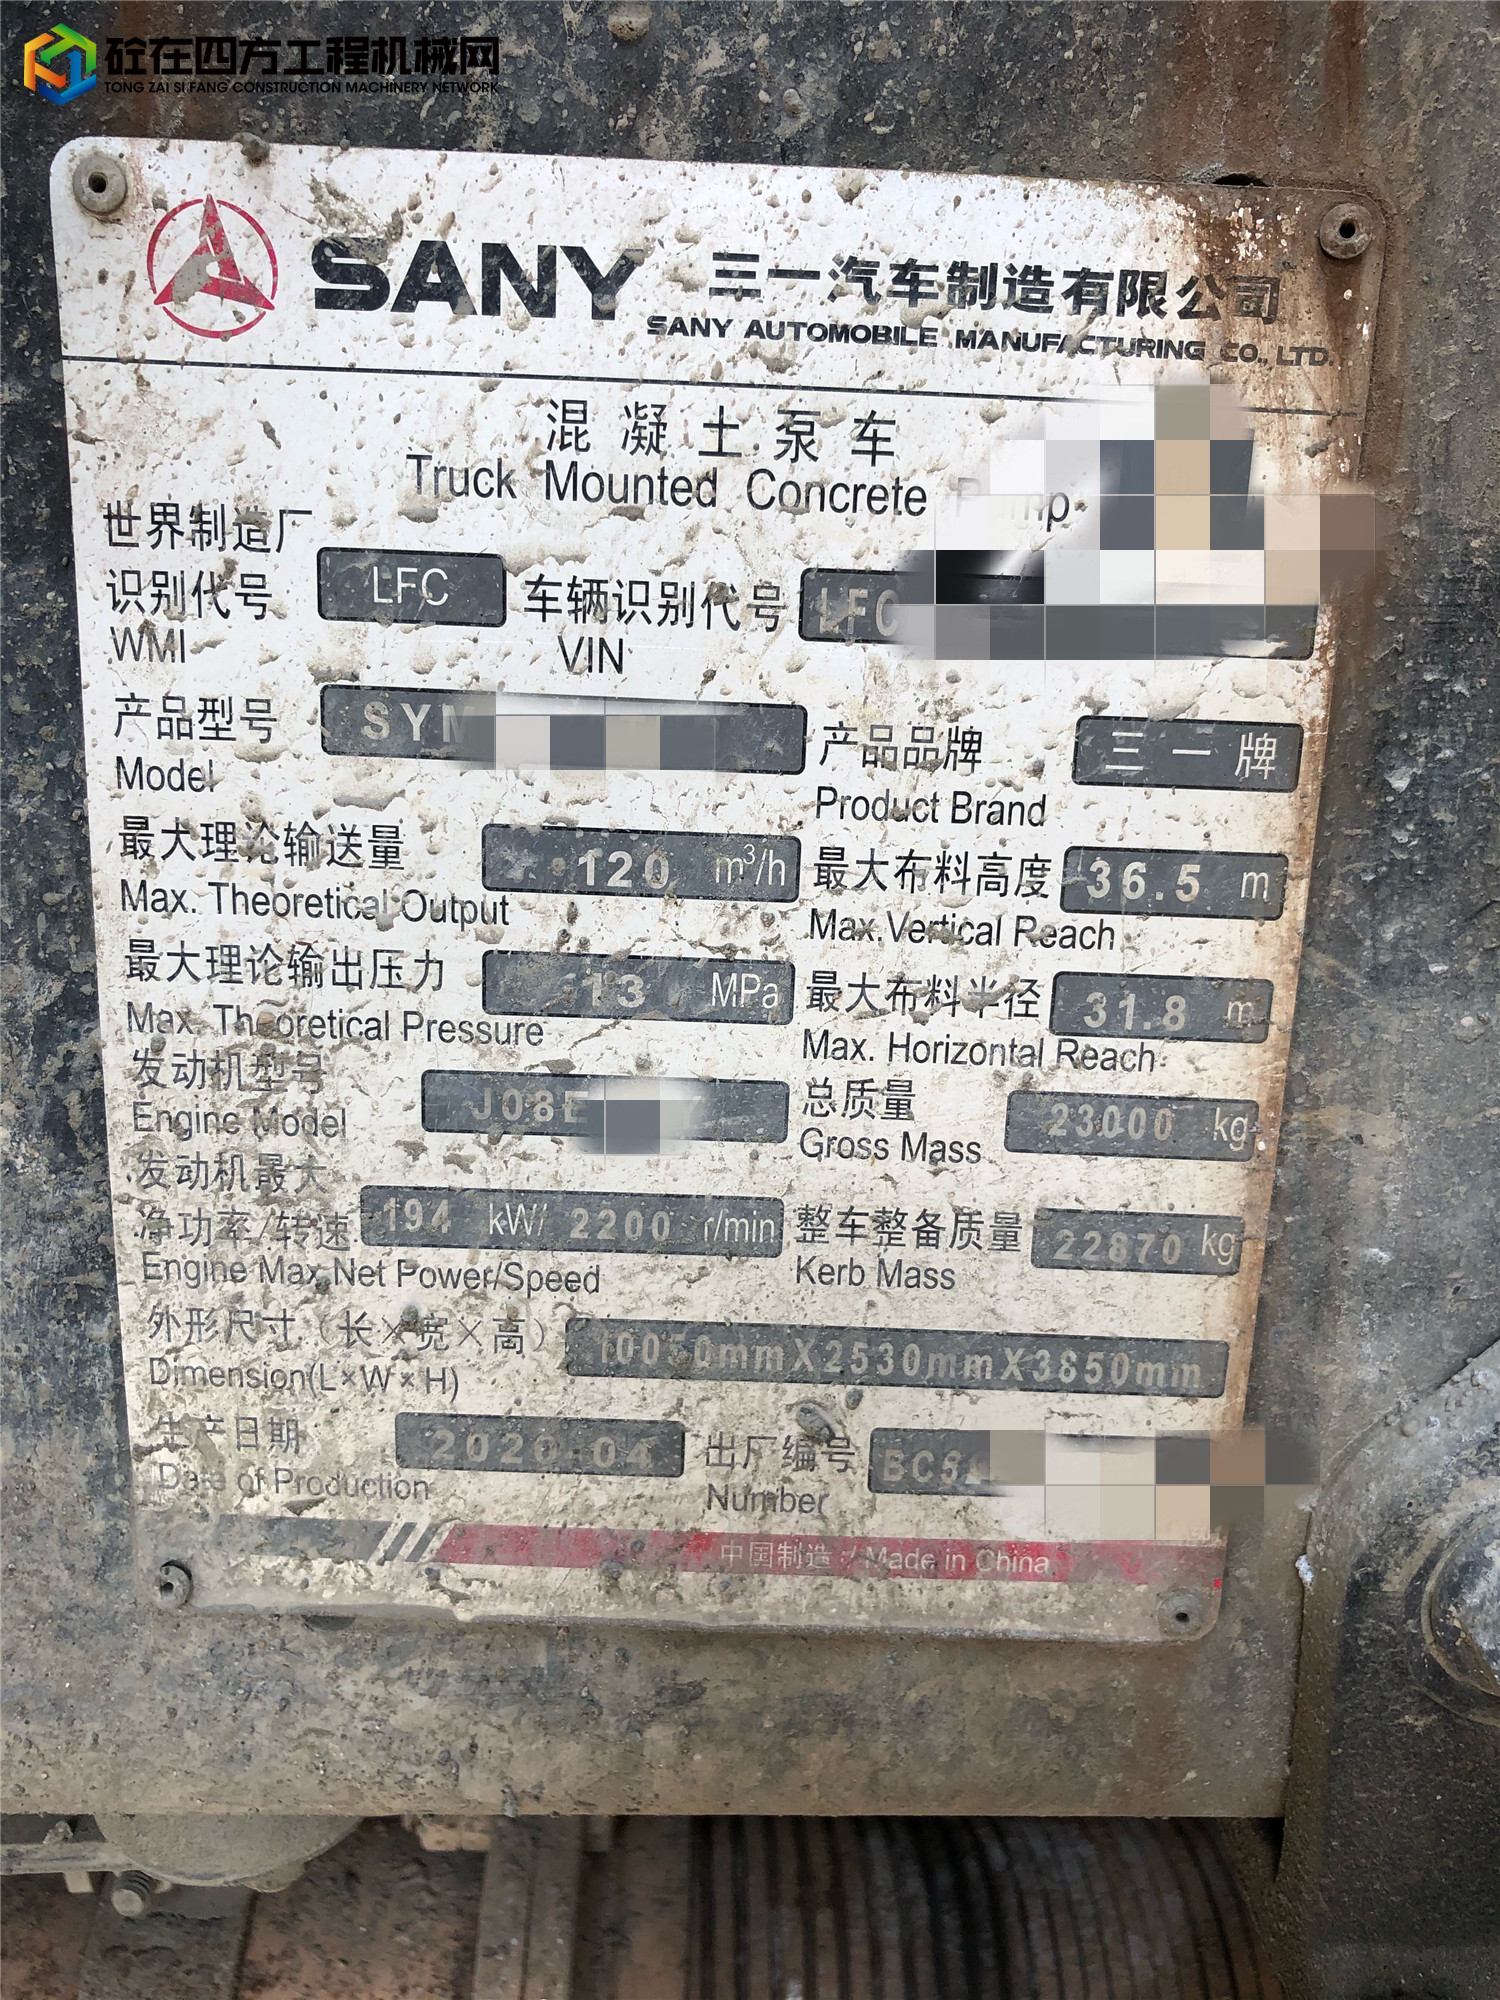 砼在四方工程机械网
TONG ZAI SI FANG CONSTRUCTION MACHINERY NETWORK
SANY 三一汽车制造有限公司
SANY AUTOMOBILE MANUFACTURING CO., LTD.
混凝土泵车
Truck Mounted Concrete
世界制造厂
识别代号 LFC 车辆识别代号 LFC
WMI VIN
产品型号 SYM 产品品牌 三一牌
Model Product Brand
最大理论输送量 120 m³/h 最大布料高度 36.5 m
Max. Theoretical Output Max.Vertical Reach
最大理论输出压力 13 MPa 最大布料半径 31.8 m
Max. Theoretical Pressure Max. Horizontal Reach
发动机型号 J08E 总质量 23000 kg
Engine Model Gross Mass
发动机最大
净功率/转速 194 kW/ 2200 r/min 整车整备质量 22870 kg
Engine Max.Net Power/Speed Kerb Mass
外形尺寸(长×宽×高) 10050mmX2530mmX3850mm
Dimension(L×W×H)
生产日期 2020-04 出厂编号
Date of Production Number
中国制造 / Made in China